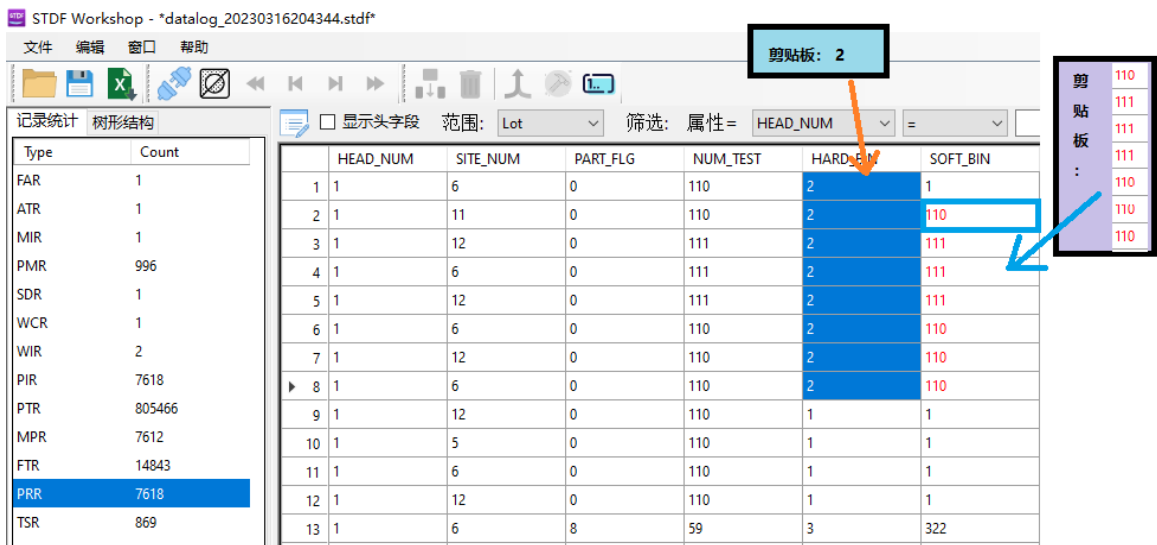 STDF Workshop - *datalog_20230316204344.stdf*
文件 编辑 窗口 帮助
剪贴板： 2
记录统计 树形结构
显示头字段 范围: Lot 筛选: 属性= HEAD_NUM =
Type Count
FAR 1
ATR 1
MIR 1
PMR 996
SDR 1
WCR 1
WIR 2
PIR 7618
PTR 805466
MPR 7612
FTR 14843
PRR 7618
TSR 869
HEAD_NUM SITE_NUM PART_FLG NUM_TEST HARD_BIN SOFT_BIN
1 1 6 0 110 2 1
2 1 11 0 110 2 110
3 1 12 0 111 2 111
4 1 6 0 111 2 111
5 1 12 0 111 2 111
6 1 6 0 110 2 110
7 1 12 0 110 2 110
8 1 6 0 110 2 110
9 1 12 0 110 1 1
10 1 5 0 110 1 1
11 1 6 0 110 1 1
12 1 12 0 110 1 1
13 1 6 8 59 3 322
剪贴板：
110
111
111
111
110
110
110